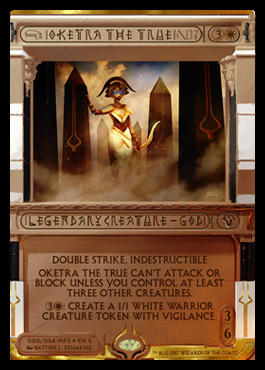 OKETRA THE TRUE
3
LEGENDARY CREATURE – GOD
DOUBLE STRIKE, INDESTRUCTIBLE
OKETRA THE TRUE CAN'T ATTACK OR
BLOCK UNLESS YOU CONTROL AT LEAST
THREE OTHER CREATURES.
3 : CREATE A 1/1 WHITE WARRIOR
CREATURE TOKEN WITH VIGILANCE.
3
6
005/054 MPS • EN S
BASTIEN L. DEHARME
™ & © 2017 WIZARDS OF THE COAST